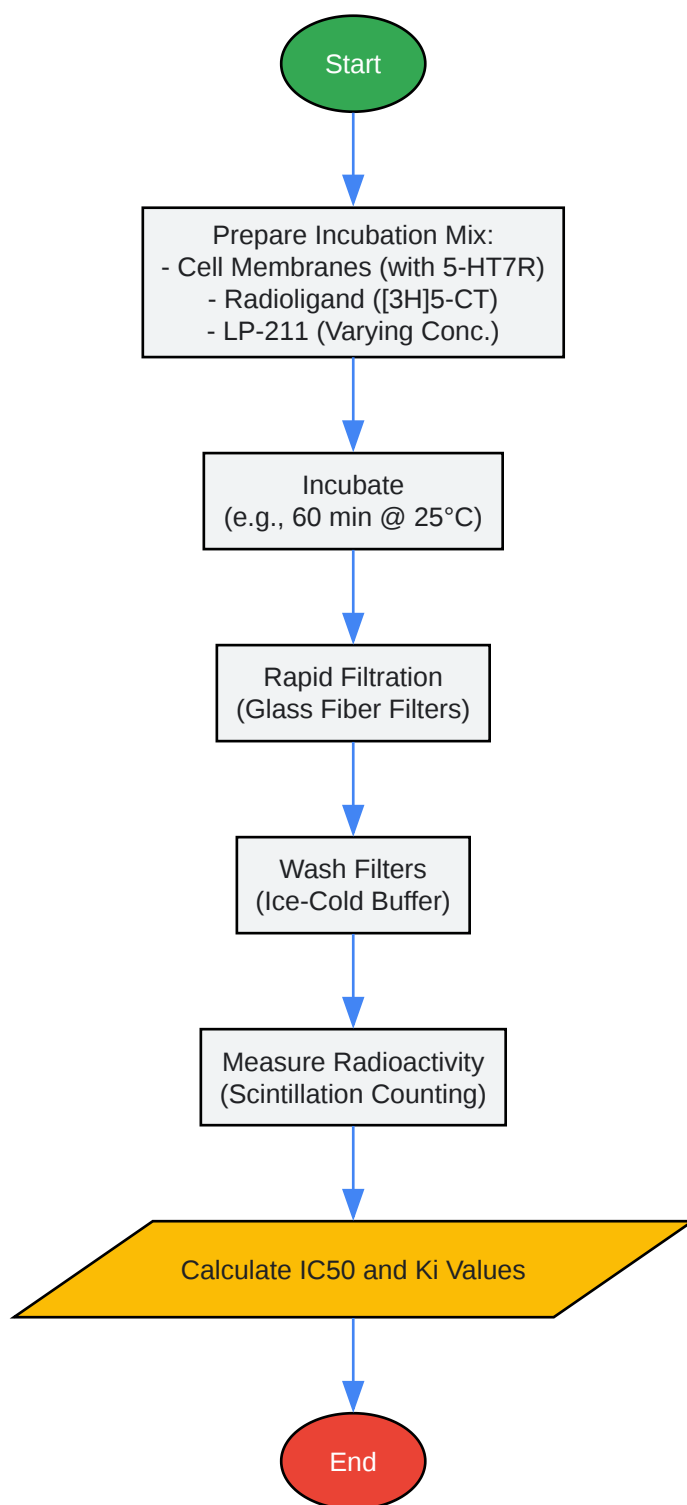 Start
Prepare Incubation Mix:
- Cell Membranes (with 5-HT7R)
- Radioligand ([3H]5-CT)
- LP-211 (Varying Conc.)
Incubate
(e.g., 60 min @ 25°C)
Rapid Filtration
(Glass Fiber Filters)
Wash Filters
(Ice-Cold Buffer)
Measure Radioactivity
(Scintillation Counting)
Calculate IC50 and Ki Values
End